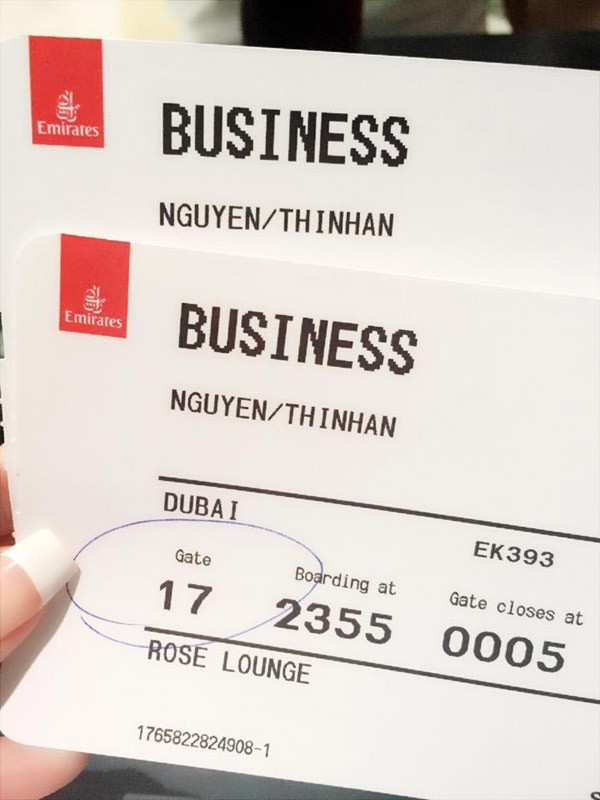 Emirates
BUSINESS
NGUYEN/THINHAN
Emirates
BUSINESS
NGUYEN/THINHAN
DUBAI
EK393
Gate Boarding at Gate closes at
17 2355 0005
ROSE LOUNGE
1765822824908-1